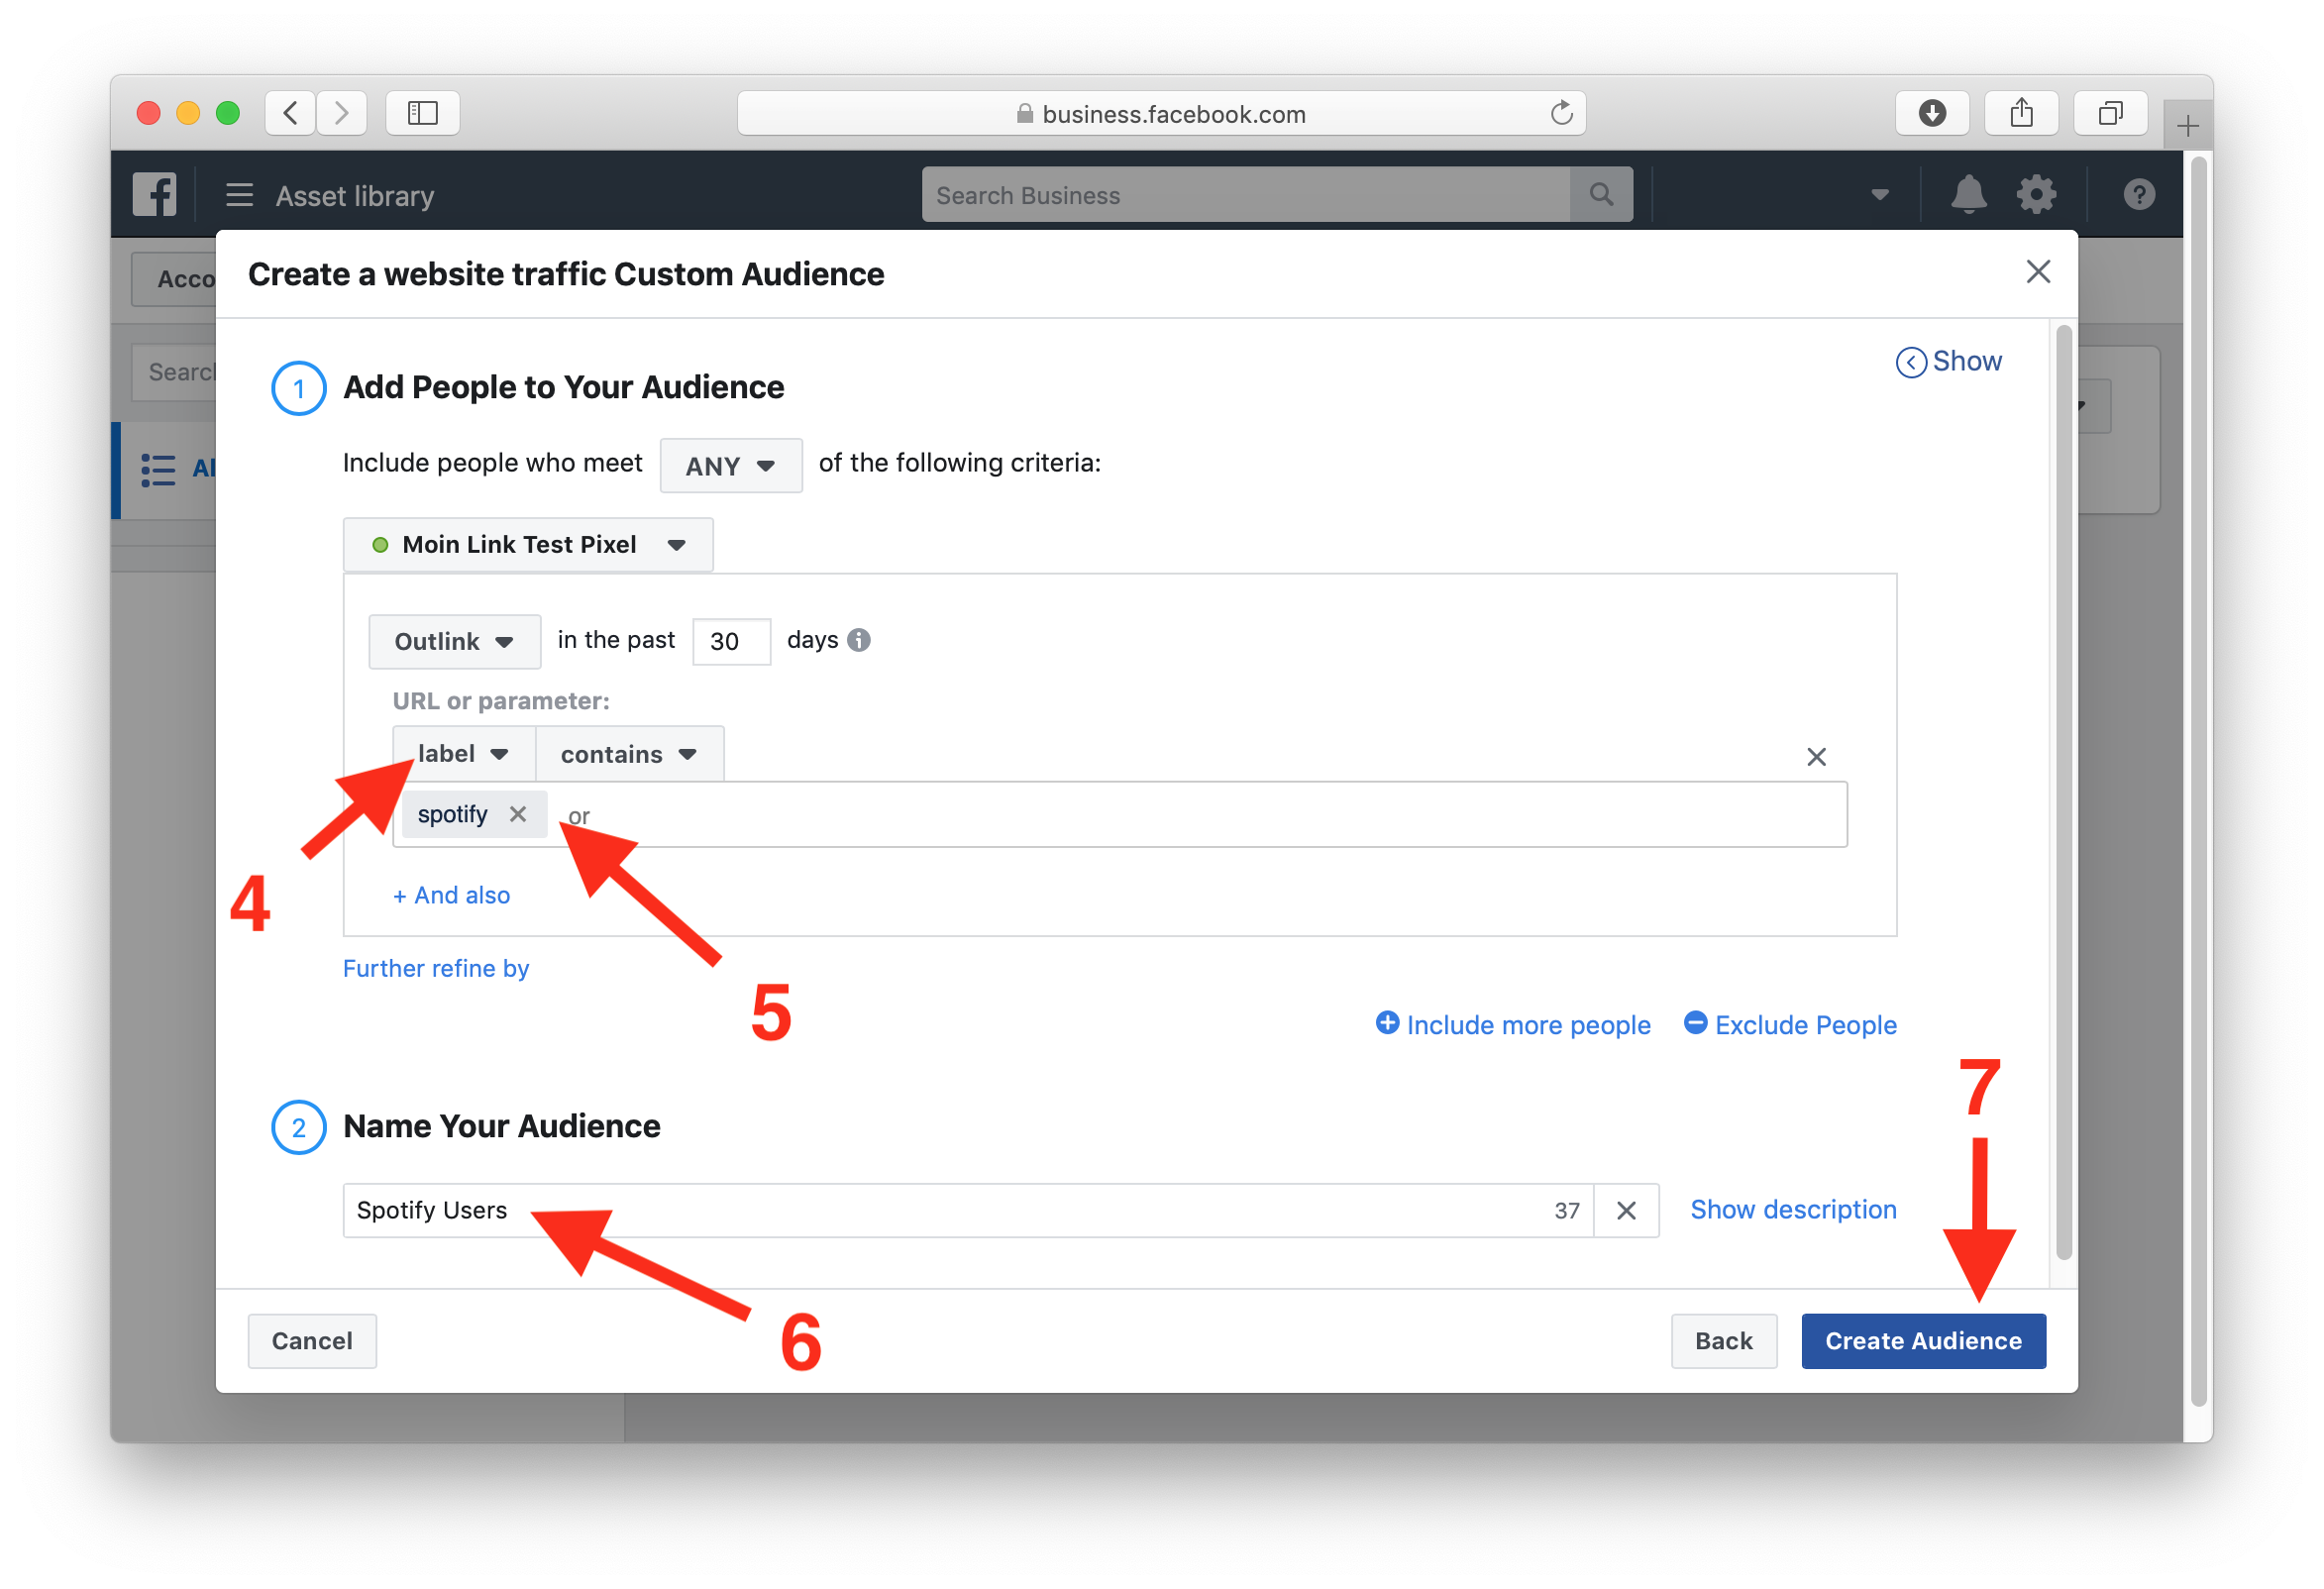 business.facebook.com
Asset library
Search Business
Acco
Create a website traffic Custom Audience
Search
Show
1 Add People to Your Audience
Include people who meet ANY of the following criteria:
Al
Moin Link Test Pixel
Outlink in the past 30 days
URL or parameter:
label contains
spotify or
4
+ And also
Further refine by
5
Include more people Exclude People
7
2 Name Your Audience
Spotify Users 37 Show description
6
Cancel Back Create Audience